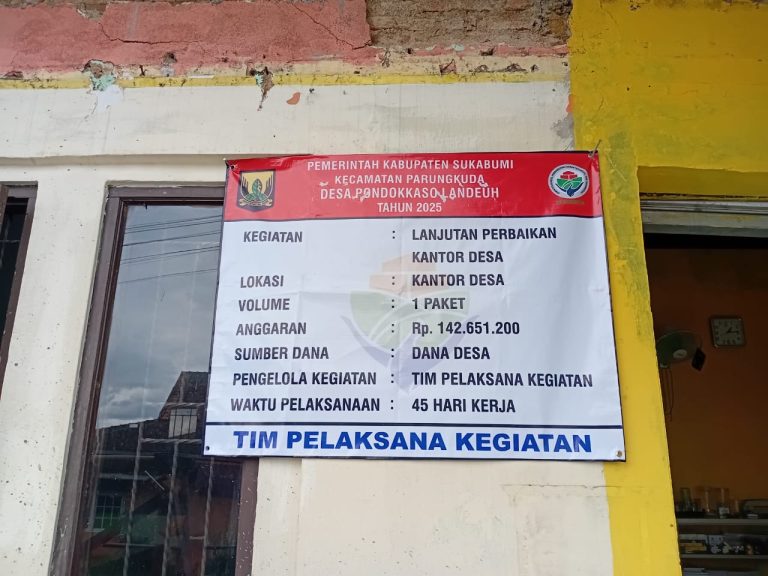 PEMERINTAH KABUPATEN SUKABUMI
KECAMATAN PARUNGKUDA
DESA PONDOKKASO LANDEUH
TAHUN 2025
KEGIATAN : LANJUTAN PERBAIKAN
KANTOR DESA
LOKASI : KANTOR DESA
VOLUME : 1 PAKET
ANGGARAN : Rp. 142.651.200
SUMBER DANA : DANA DESA
PENGELOLA KEGIATAN : TIM PELAKSANA KEGIATAN
WAKTU PELAKSANAAN : 45 HARI KERJA
TIM PELAKSANA KEGIATAN